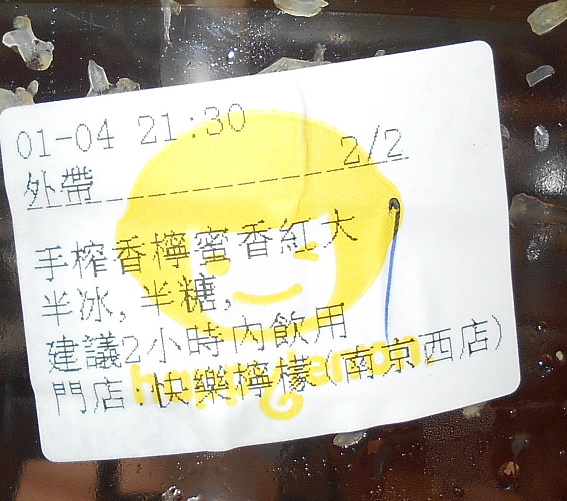 01-04 21:30
2/2
外帶
手榨香檸蜜香紅大
半冰,半糖,
建議2小時內飲用
門店:快樂檸檬(南京西店)
happy lemon